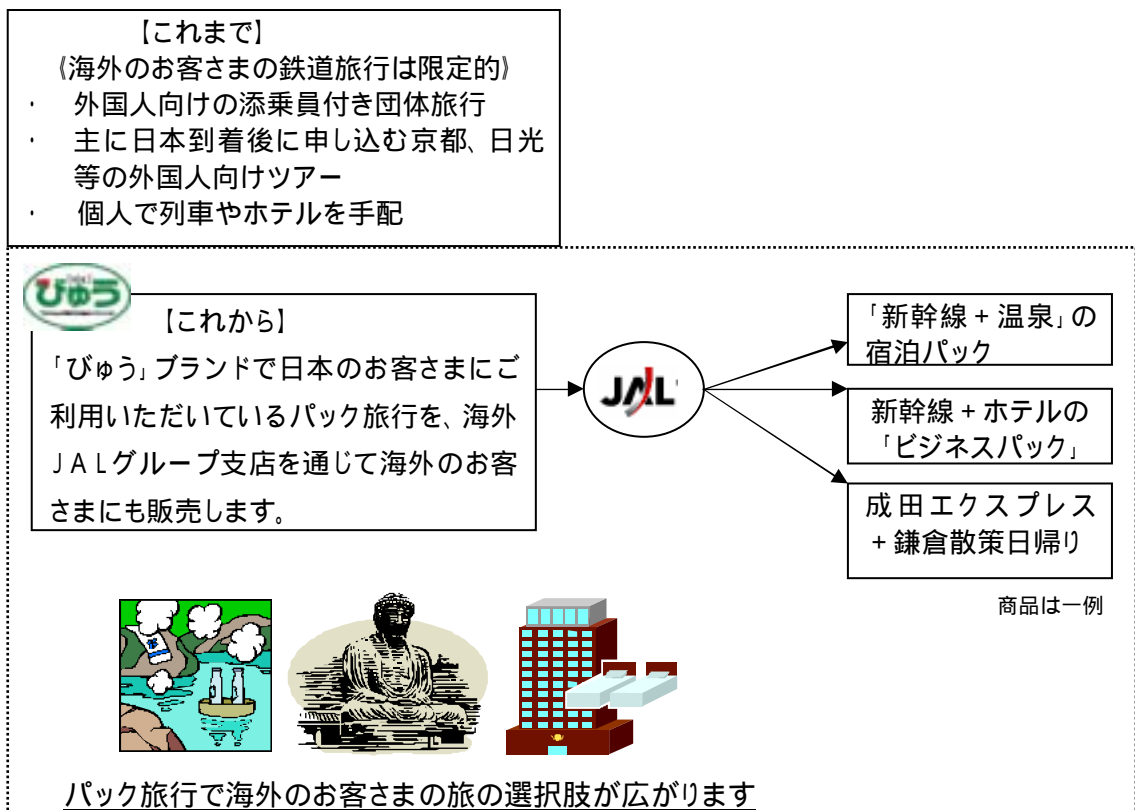 【これまで】
《海外のお客さまの鉄道旅行は限定的》
・ 外国人向けの添乗員付き団体旅行
・ 主に日本到着後に申し込む京都、日光
等の外国人向けツアー
・ 個人で列車やホテルを手配
びゅう
【これから】
「びゅう」ブランドで日本のお客さまにご
利用いただいているパック旅行を、海外
JALグループ支店を通じて海外のお客
さまにも販売します。
JAL
「新幹線+温泉」の
宿泊パック
新幹線+ホテルの
「ビジネスパック」
成田エクスプレス
+鎌倉散策日帰り
商品は一例
パック旅行で海外のお客さまの旅の選択肢が広がります